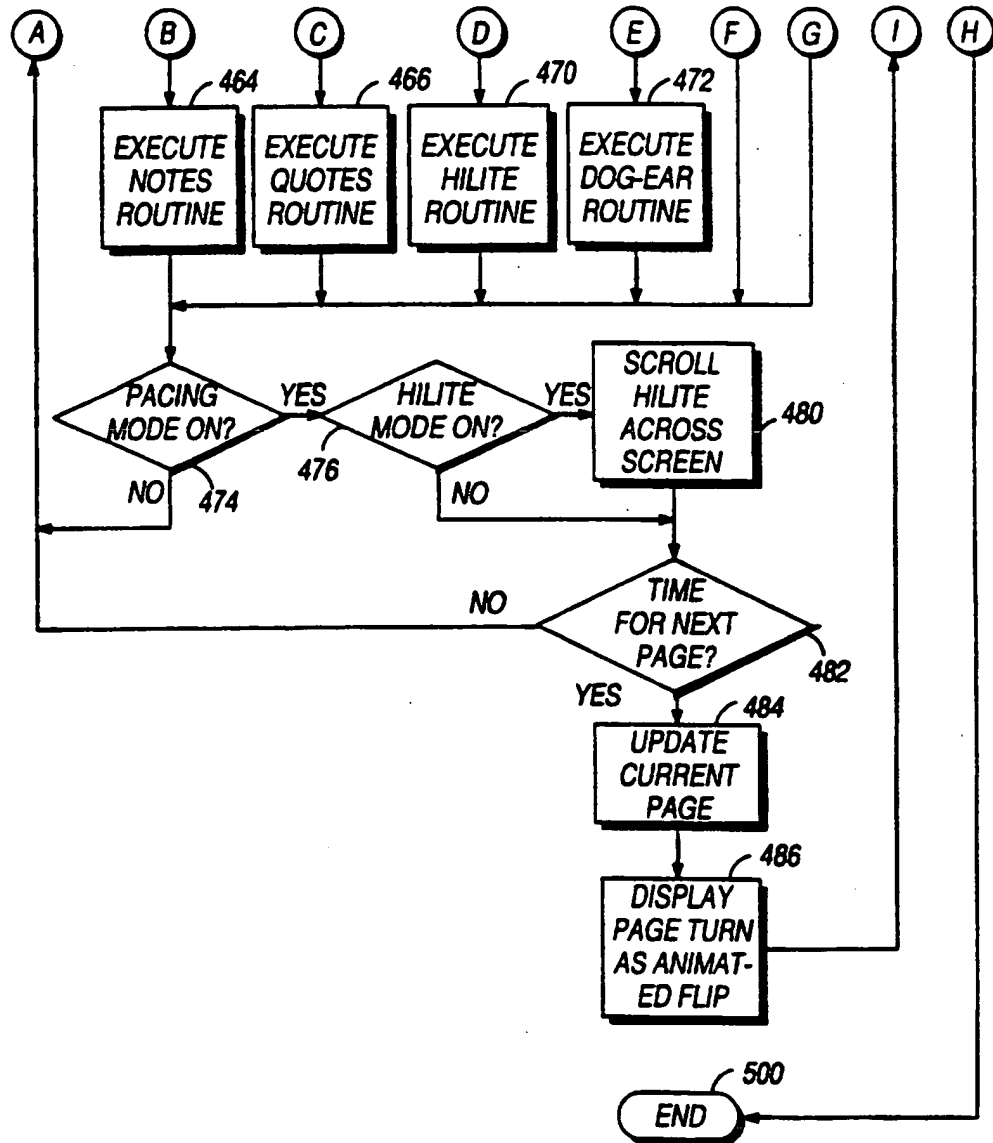 A B C D E F G I H
464 466 470 472
EXECUTE
NOTES
ROUTINE
EXECUTE
QUOTES
ROUTINE
EXECUTE
HILITE
ROUTINE
EXECUTE
DOG-EAR
ROUTINE
PACING
MODE ON?
YES
474
NO
HILITE
MODE ON?
YES
476
NO
SCROLL
HILITE
ACROSS
SCREEN
480
TIME
FOR NEXT
PAGE?
NO
482
YES
484
UPDATE
CURRENT
PAGE
486
DISPLAY
PAGE TURN
AS ANIMAT-
ED FLIP
500
END